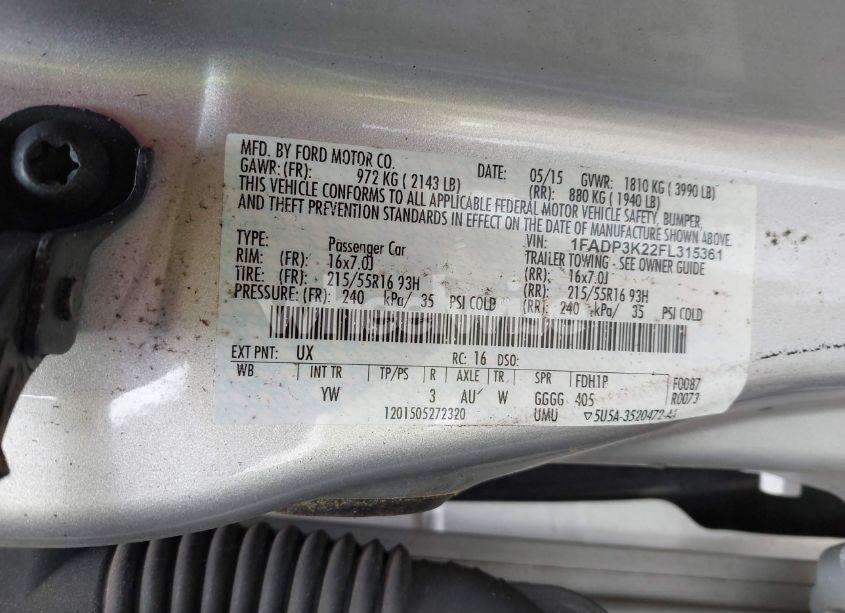 MFD. BY FORD MOTOR CO. DATE: 05/15 GVWR: 1810 KG ( 3990 LB)
GAWR: (FR): 972 KG ( 2143 LB) (RR): 880 KG ( 1940 LB)
THIS VEHICLE CONFORMS TO ALL APPLICABLE FEDERAL MOTOR VEHICLE SAFETY, BUMPER,
AND THEFT PREVENTION STANDARDS IN EFFECT ON THE DATE OF MANUFACTURE SHOWN ABOVE.
VIN: 1FADP3K22FL315361
TYPE: Passenger Car TRAILER TOWING - SEE OWNER GUIDE
RIM: (FR): 16x7.0J (RR): 16x7.0J
TIRE: (FR): 215/55R16 93H (RR): 215/55R16 93H
PRESSURE: (FR): 240 kPa/ 35 PSI COLD (RR): 240 kPa/ 35 PSI COLD
EXT PNT: UX RC: 16 DSO:
WB INT TR TP/PS R AXLE TR SPR FDH1P F0087
YW 3 AU W GGGG 405 R0073
1201505272320 UMU ▽5U5A-3520472-